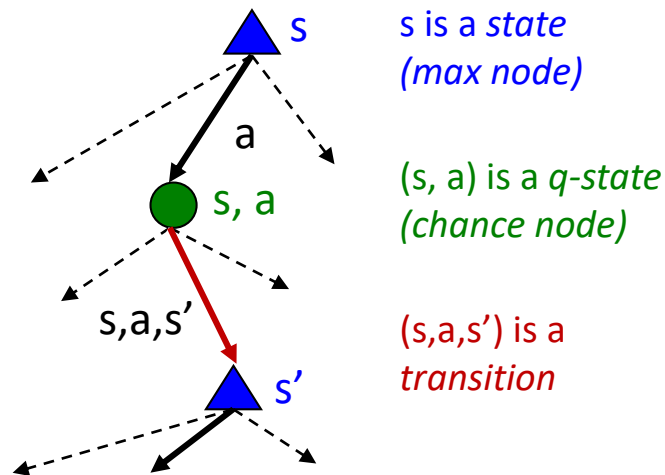 s
s is a state
(max node)
a
s, a
(s, a) is a q-state
(chance node)
s,a,s’
(s,a,s’) is a
transition
s’